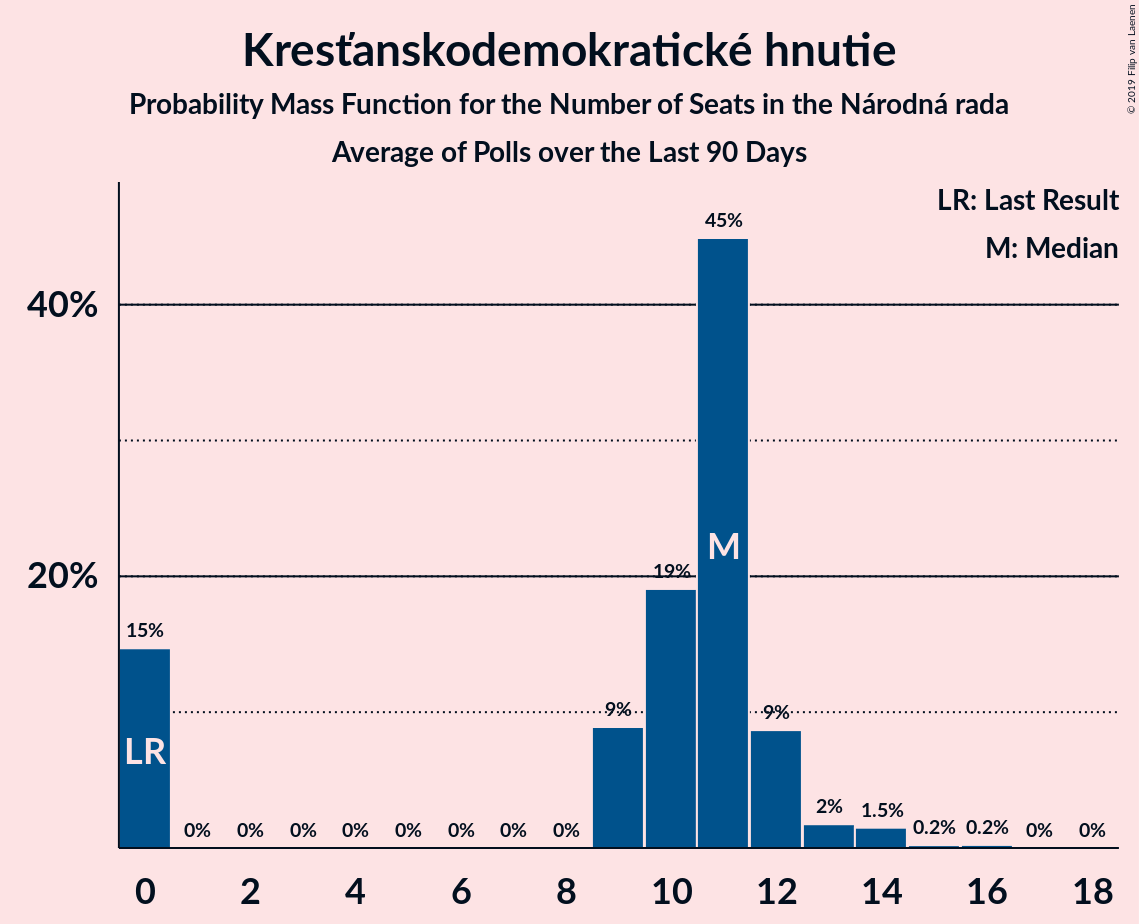 Kresťanskodemokratické hnutie
Probability Mass Function for the Number of Seats in the Národná rada
Average of Polls over the Last 90 Days
© 2019 Filip van Laenen
LR: Last Result
M: Median
45%
40%
M
20%
19%
15%
9%
9%
LR
2%
1.5%
0% 0% 0% 0% 0% 0% 0% 0% 0.2% 0.2% 0% 0%
0 2 4 6 8 10 12 14 16 18